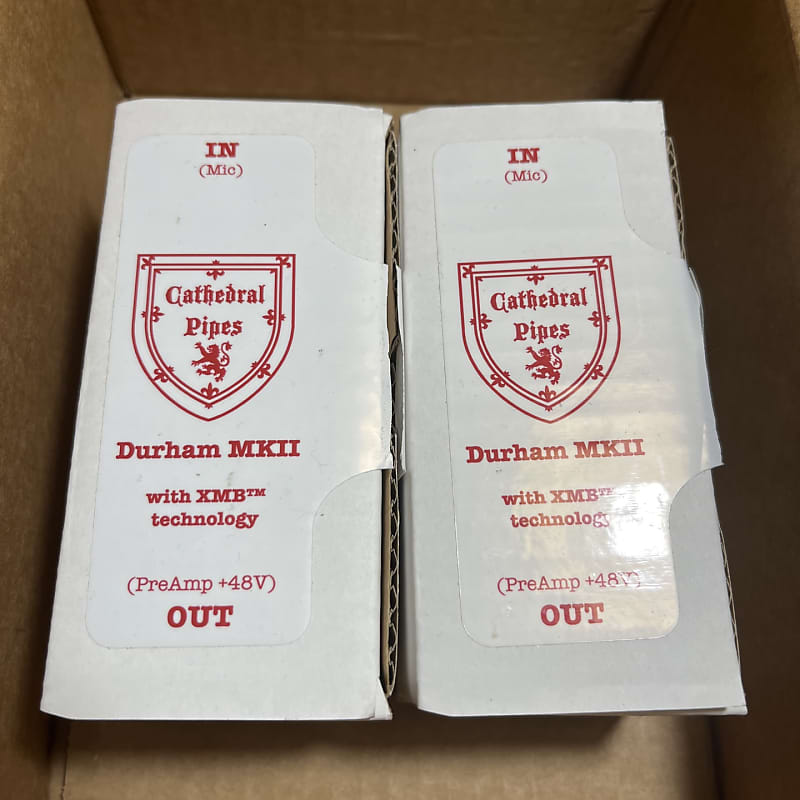 IN
(Mic)
Cathedral
Pipes
Durham MKII
with XMB™
technology
(PreAmp +48V)
OUT
IN
(Mic)
Cathedral
Pipes
Durham MKII
with XMB™
technology
(PreAmp +48V)
OUT